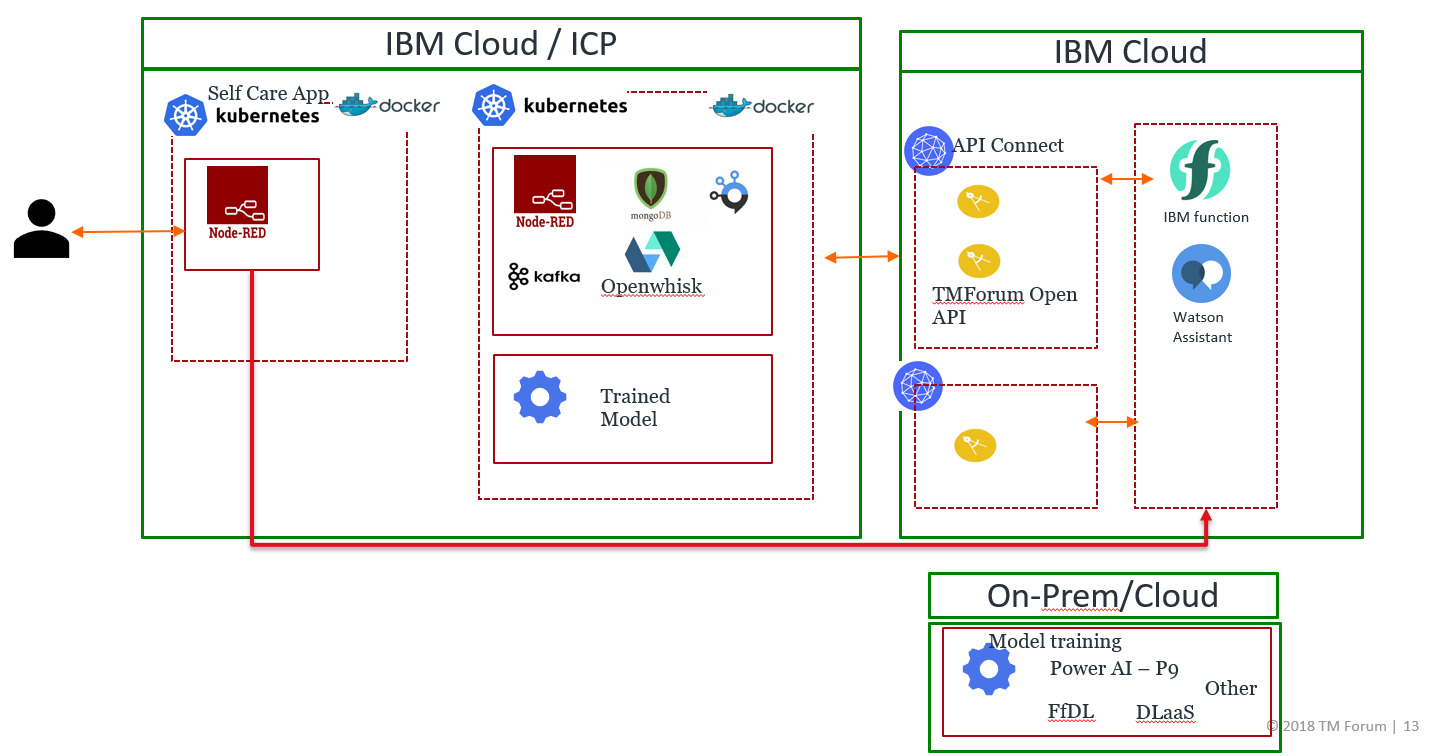 IBM Cloud / ICP
Self Care App
kubernetes
docker
Node-RED
kubernetes
docker
Node-RED
mongoDB
kafka
Openwhisk
Trained
Model
IBM Cloud
API Connect
TMForum Open
API
IBM function
Watson
Assistant
On-Prem/Cloud
Model training
Power AI – P9
Other
FfDL
DLaaS
© 2018 TM Forum | 13